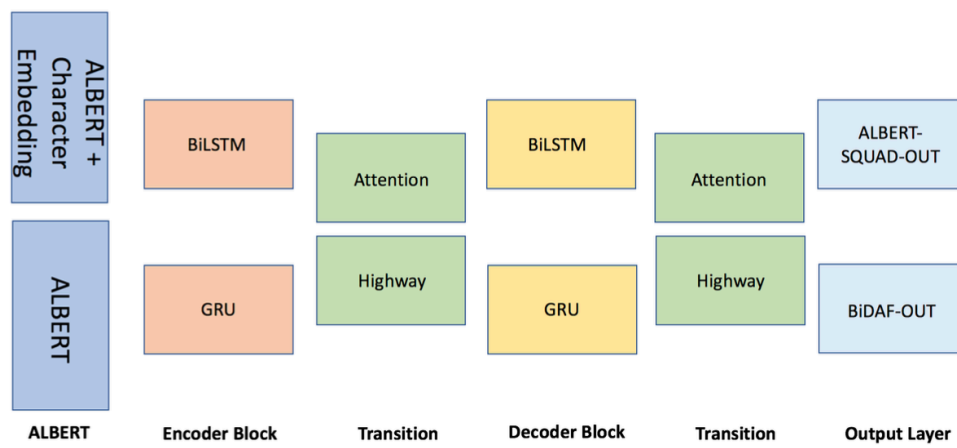 ALBERT +
Character
Embedding
ALBERT
BiLSTM
GRU
Attention
Highway
BiLSTM
GRU
Attention
Highway
ALBERT-
SQUAD-OUT
BiDAF-OUT
ALBERT
Encoder Block
Transition
Decoder Block
Transition
Output Layer